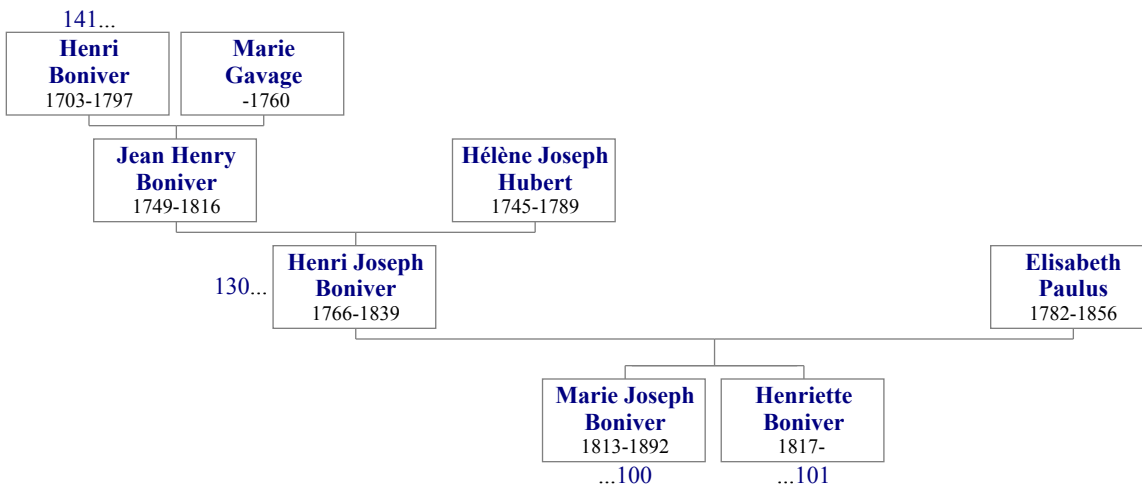 141...
Henri
Boniver
1703-1797
Marie
Gavage
-1760
Jean Henry
Boniver
1749-1816
Hélène Joseph
Hubert
1745-1789
130...
Henri Joseph
Boniver
1766-1839
Elisabeth
Paulus
1782-1856
Marie Joseph
Boniver
1813-1892
Henriette
Boniver
1817-
...100
...101